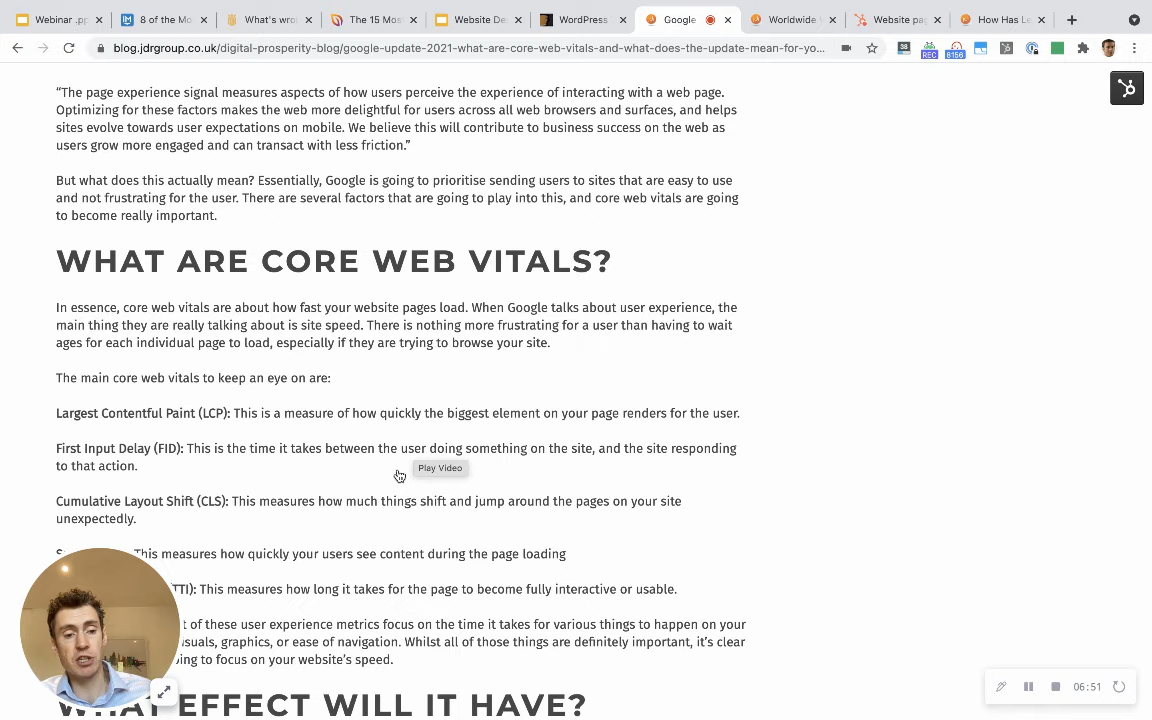 Webinar .pp
8 of the Mo
What's wro
The 15 Mos
Website De
WordPress
Google
Worldwide
Website pa
How Has Le
blog.jdrgroup.co.uk/digital-prosperity-blog/google-update-2021-what-are-core-web-vitals-and-what-does-the-update-mean-for-yo...
38
REC
6156
“The page experience signal measures aspects of how users perceive the experience of interacting with a web page.
Optimizing for these factors makes the web more delightful for users across all web browsers and surfaces, and helps
sites evolve towards user expectations on mobile. We believe this will contribute to business success on the web as
users grow more engaged and can transact with less friction.”
But what does this actually mean? Essentially, Google is going to prioritise sending users to sites that are easy to use
and not frustrating for the user. There are several factors that are going to play into this, and core web vitals are going
to become really important.
WHAT ARE CORE WEB VITALS?
In essence, core web vitals are about how fast your website pages load. When Google talks about user experience, the
main thing they are really talking about is site speed. There is nothing more frustrating for a user than having to wait
ages for each individual page to load, especially if they are trying to browse your site.
The main core web vitals to keep an eye on are:
Largest Contentful Paint (LCP): This is a measure of how quickly the biggest element on your page renders for the user.
First Input Delay (FID): This is the time it takes between the user doing something on the site, and the site responding
to that action.
Play Video
Cumulative Layout Shift (CLS): This measures how much things shift and jump around the pages on your site
unexpectedly.
This measures how quickly your users see content during the page loading
TTI): This measures how long it takes for the page to become fully interactive or usable.
t of these user experience metrics focus on the time it takes for various things to happen on your
isuals, graphics, or ease of navigation. Whilst all of those things are definitely important, it’s clear
ing to focus on your website’s speed.
WHAT EFFECT WILL IT HAVE?
06:51